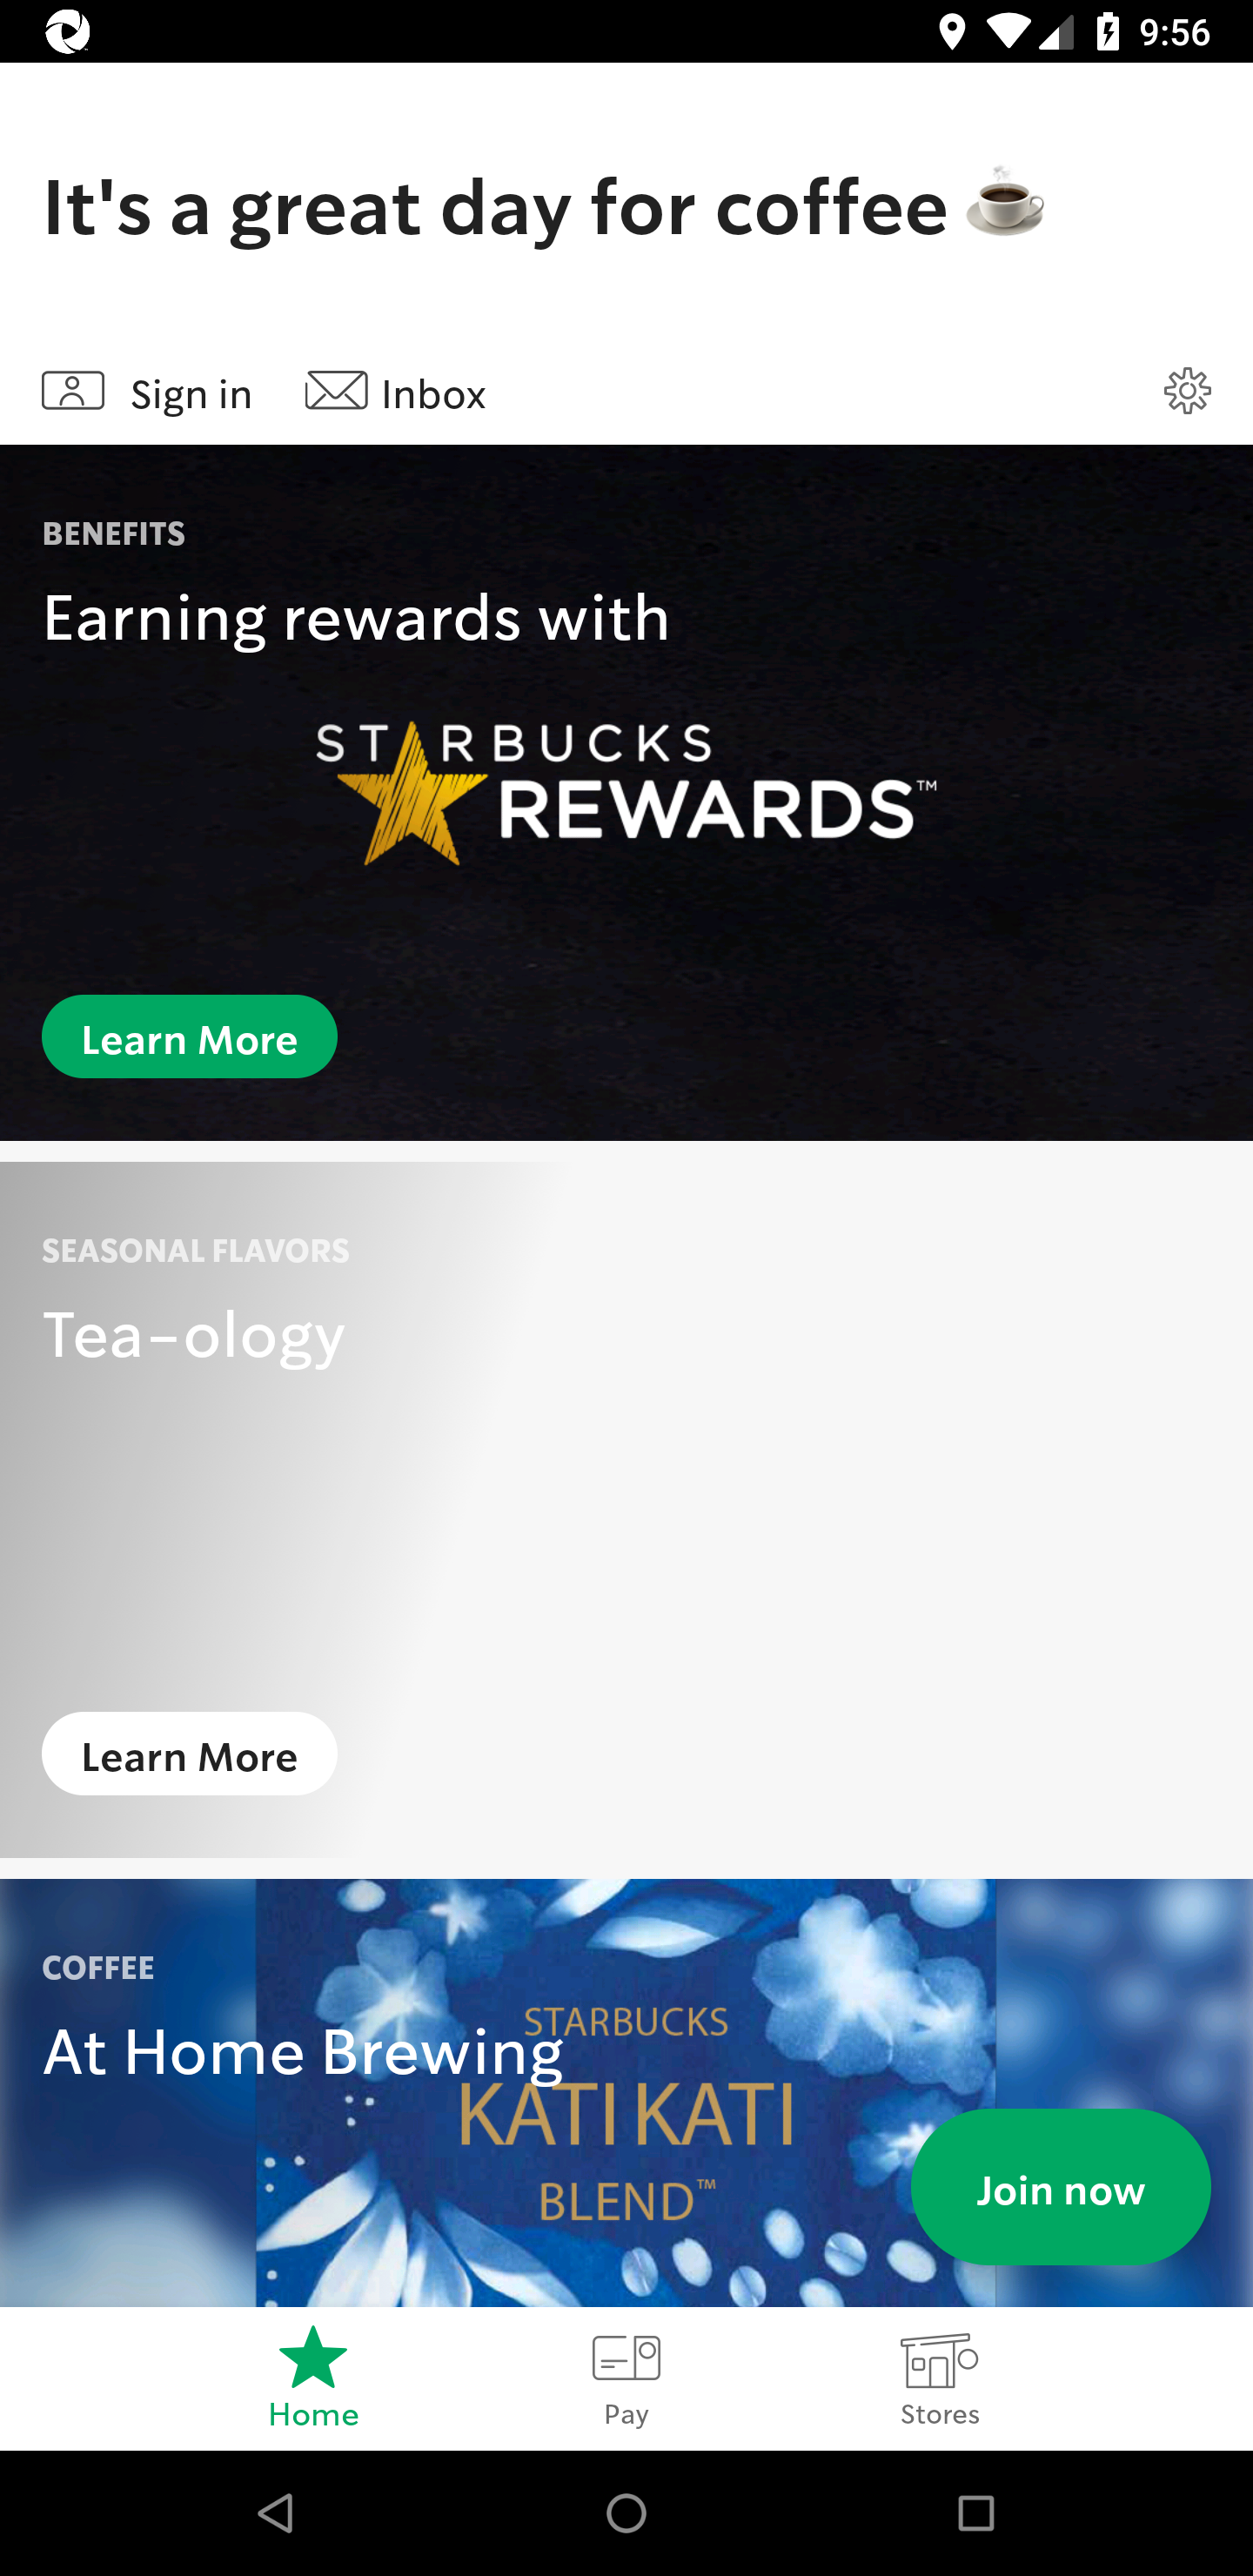 9:56
It's a great day for coffee ☕
Sign in
Inbox
BENEFITS
Earning rewards with
STARBUCKS
REWARDS™
Learn More
SEASONAL FLAVORS
Tea-ology
Learn More
COFFEE
STARBUCKS
At Home Brewing
KATI KATI
BLEND™
Join now
Home
Pay
Stores